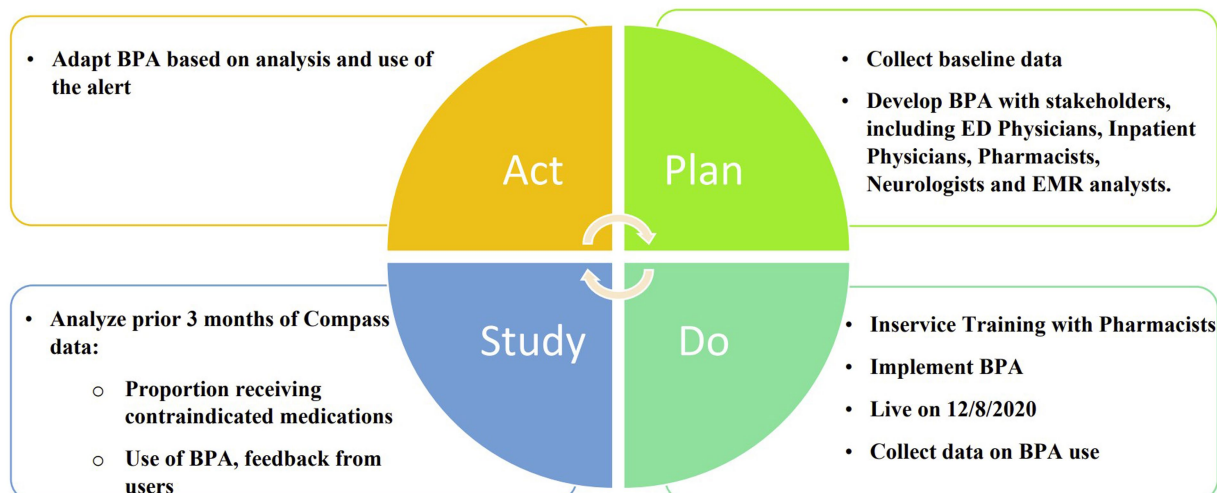 • Adapt BPA based on analysis and use of
the alert
Act
Plan
• Collect baseline data
• Develop BPA with stakeholders,
including ED Physicians, Inpatient
Physicians, Pharmacists,
Neurologists and EMR analysts.
• Analyze prior 3 months of Compass
data:
o Proportion receiving
contraindicated medications
o Use of BPA, feedback from
users
Study
Do
• Inservice Training with Pharmacists
• Implement BPA
• Live on 12/8/2020
• Collect data on BPA use